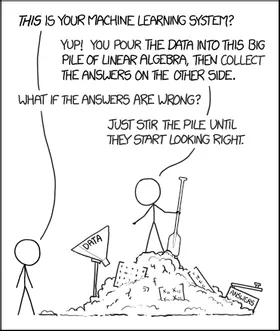 THIS IS YOUR MACHINE LEARNING SYSTEM?
YUP! YOU POUR THE DATA INTO THIS BIG
PILE OF LINEAR ALGEBRA, THEN COLLECT
THE ANSWERS ON THE OTHER SIDE.
WHAT IF THE ANSWERS ARE WRONG?
JUST STIR THE PILE UNTIL
THEY START LOOKING RIGHT.
DATA
ANSWERS